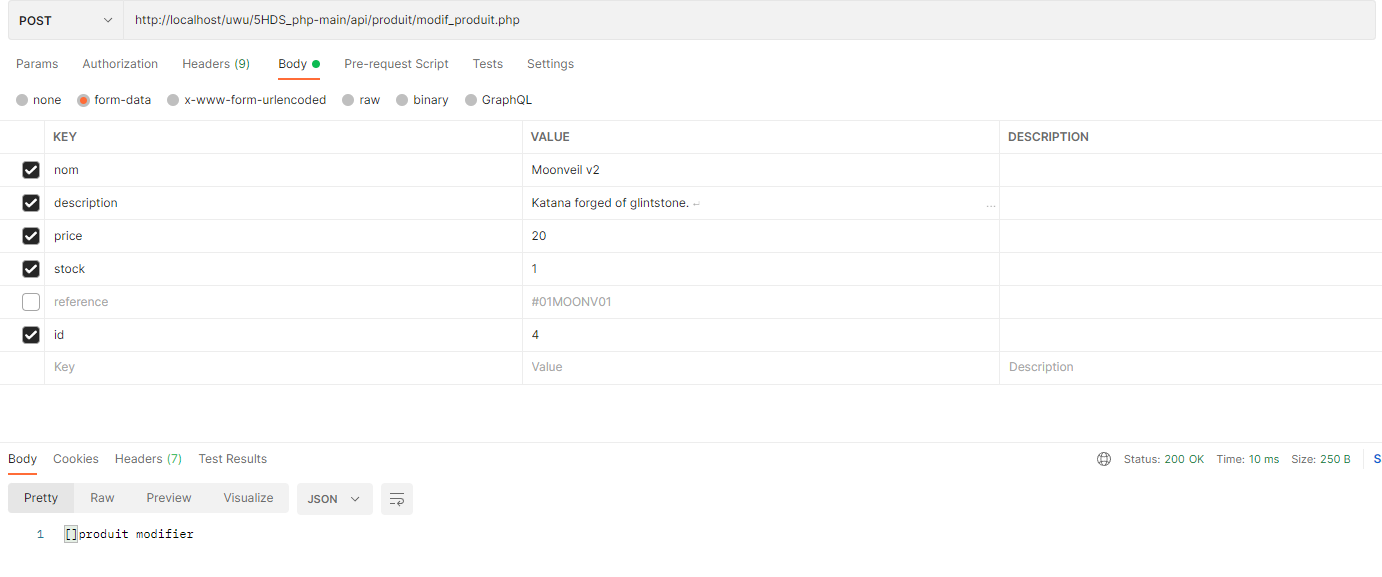 POST http://localhost/uwu/5HDS_php-main/api/produit/modif_produit.php
Params Authorization Headers (9) Body Pre-request Script Tests Settings
none form-data x-www-form-urlencoded raw binary GraphQL
KEY VALUE DESCRIPTION
nom Moonveil v2
description Katana forged of glintstone. ↵ ...
price 20
stock 1
reference #01MOONV01
id 4
Key Value Description
Body Cookies Headers (7) Test Results Status: 200 OK Time: 10 ms Size: 250 B S
Pretty Raw Preview Visualize JSON
1 []produit modifier